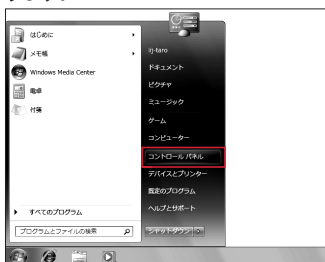 はじめに
メモ帳
Windows Media Center
電卓
付箋
すべてのプログラム
プログラムとファイルの検索
iij-taro
ドキュメント
ピクチャ
ミュージック
ゲーム
コンピューター
コントロール パネル
デバイスとプリンター
既定のプログラム
ヘルプとサポート
シャットダウン